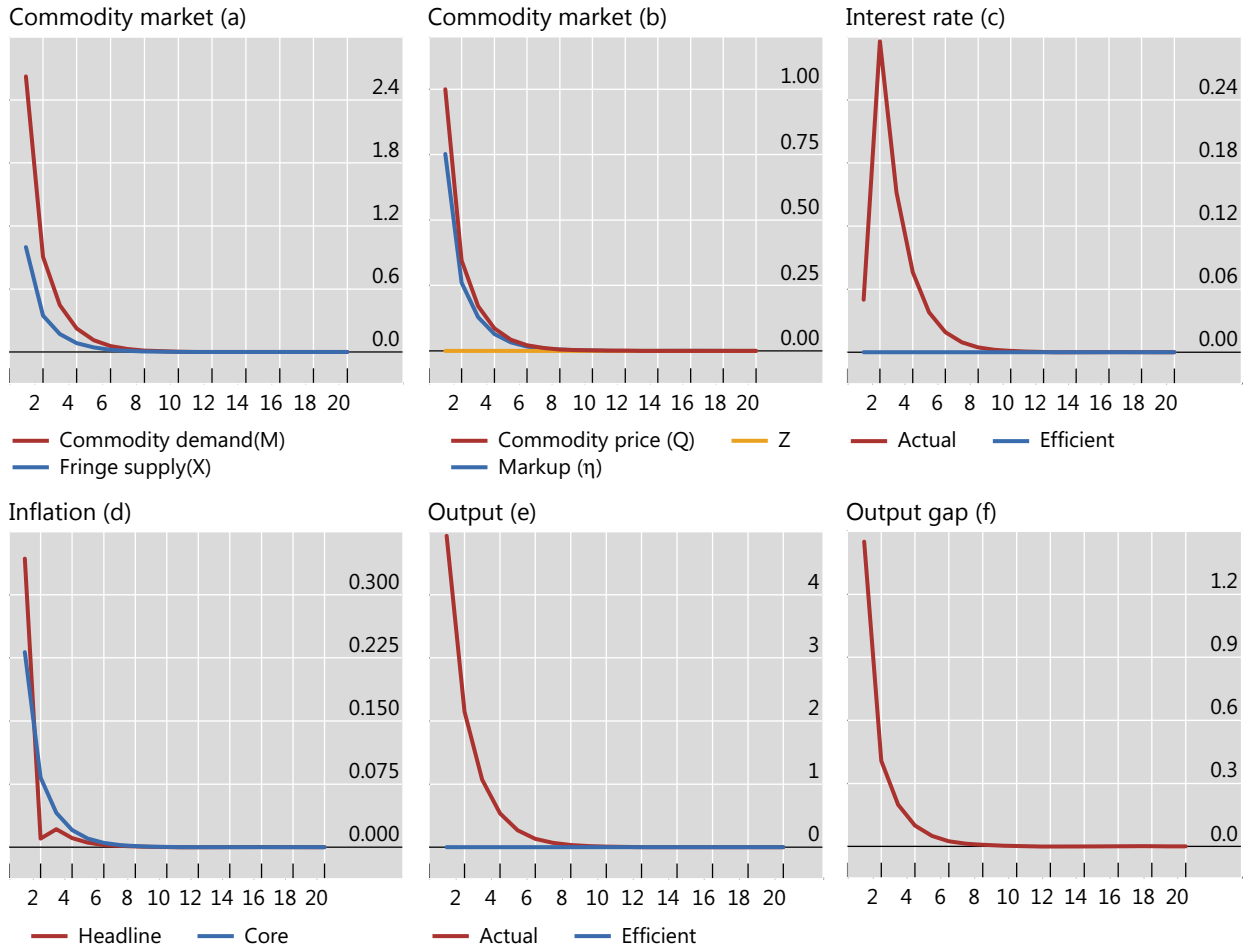 Commodity market (a)
2.4
1.8
1.2
0.6
0.0
2 4 6 8 10 12 14 16 18 20
Commodity demand(M)
Fringe supply(X)
Commodity market (b)
1.00
0.75
0.50
0.25
0.00
2 4 6 8 10 12 14 16 18 20
Commodity price (Q) Z
Markup (η)
Interest rate (c)
0.24
0.18
0.12
0.06
0.00
2 4 6 8 10 12 14 16 18 20
Actual Efficient
Inflation (d)
0.300
0.225
0.150
0.075
0.000
2 4 6 8 10 12 14 16 18 20
Headline Core
Output (e)
4
3
2
1
0
2 4 6 8 10 12 14 16 18 20
Actual Efficient
Output gap (f)
1.2
0.9
0.6
0.3
0.0
2 4 6 8 10 12 14 16 18 20